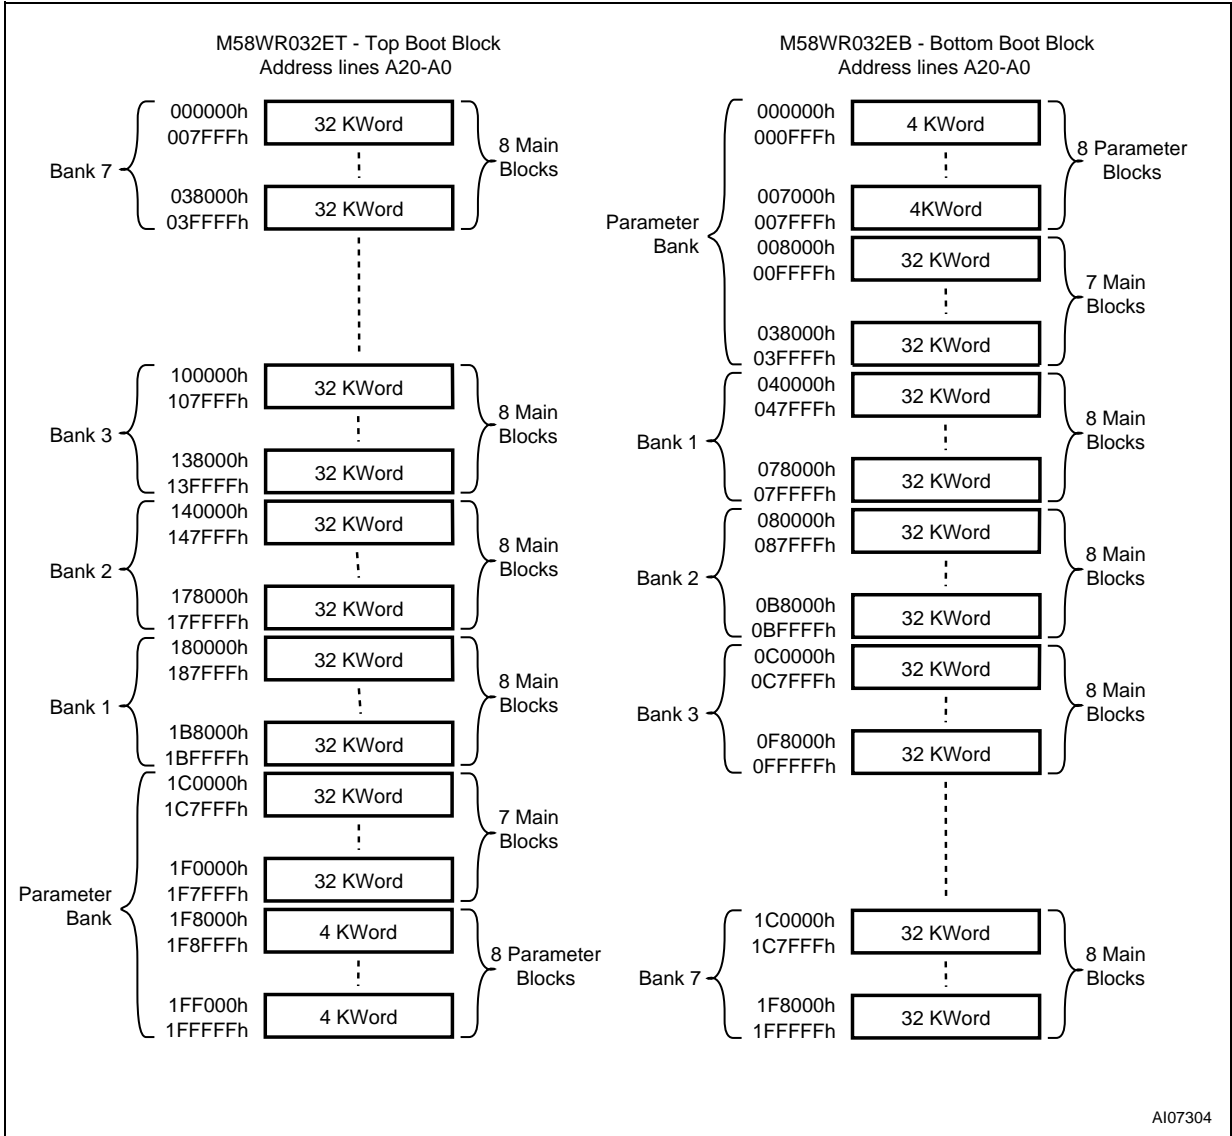 M58WR032ET - Top Boot Block
Address lines A20-A0
000000h
007FFFh
32 KWord
Bank 7
8 Main
Blocks
038000h
03FFFFh
32 KWord
100000h
107FFFh
32 KWord
Bank 3
8 Main
Blocks
138000h
13FFFFh
32 KWord
140000h
147FFFh
32 KWord
Bank 2
8 Main
Blocks
178000h
17FFFFh
32 KWord
180000h
187FFFh
32 KWord
Bank 1
8 Main
Blocks
1B8000h
1BFFFFh
32 KWord
1C0000h
1C7FFFh
32 KWord
7 Main
Blocks
1F0000h
1F7FFFh
32 KWord
Parameter
Bank
1F8000h
1F8FFFh
4 KWord
8 Parameter
Blocks
1FF000h
1FFFFFh
4 KWord
M58WR032EB - Bottom Boot Block
Address lines A20-A0
000000h
000FFFh
4 KWord
8 Parameter
Blocks
007000h
007FFFh
4KWord
Parameter
Bank
008000h
00FFFFh
32 KWord
7 Main
Blocks
038000h
03FFFFh
32 KWord
040000h
047FFFh
32 KWord
Bank 1
8 Main
Blocks
078000h
07FFFFh
32 KWord
080000h
087FFFh
32 KWord
Bank 2
8 Main
Blocks
0B8000h
0BFFFFh
32 KWord
0C0000h
0C7FFFh
32 KWord
Bank 3
8 Main
Blocks
0F8000h
0FFFFFh
32 KWord
1C0000h
1C7FFFh
32 KWord
Bank 7
8 Main
Blocks
1F8000h
1FFFFFh
32 KWord
AI07304